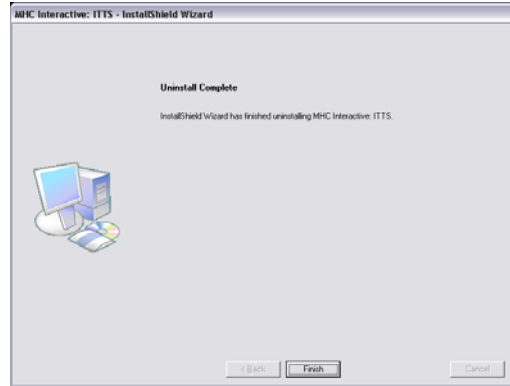 MHC Interactive: ITTS - InstallShield Wizard
Uninstall Complete
InstallShield Wizard has finished uninstalling MHC Interactive: ITTS.
< Back
Finish
Cancel